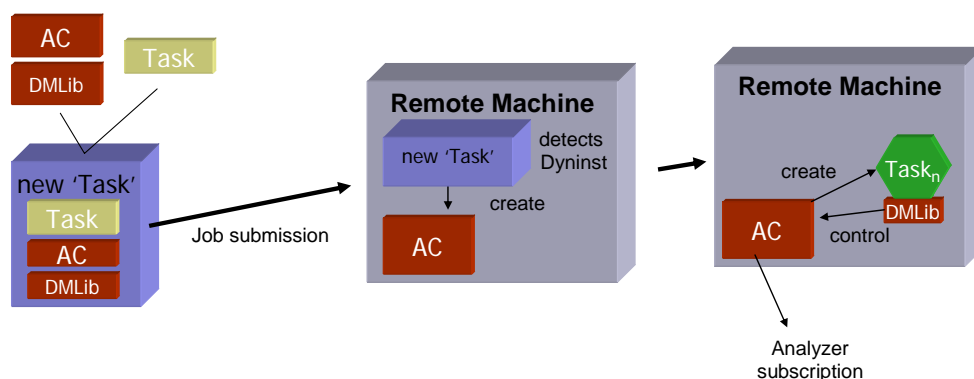 AC
DMLib
Task
new ‘Task’
Task
AC
DMLib
Job submission
Remote Machine
new ‘Task’
detects
Dyninst
create
AC
Remote Machine
create
Taskn
DMLib
AC
control
Analyzer
subscription